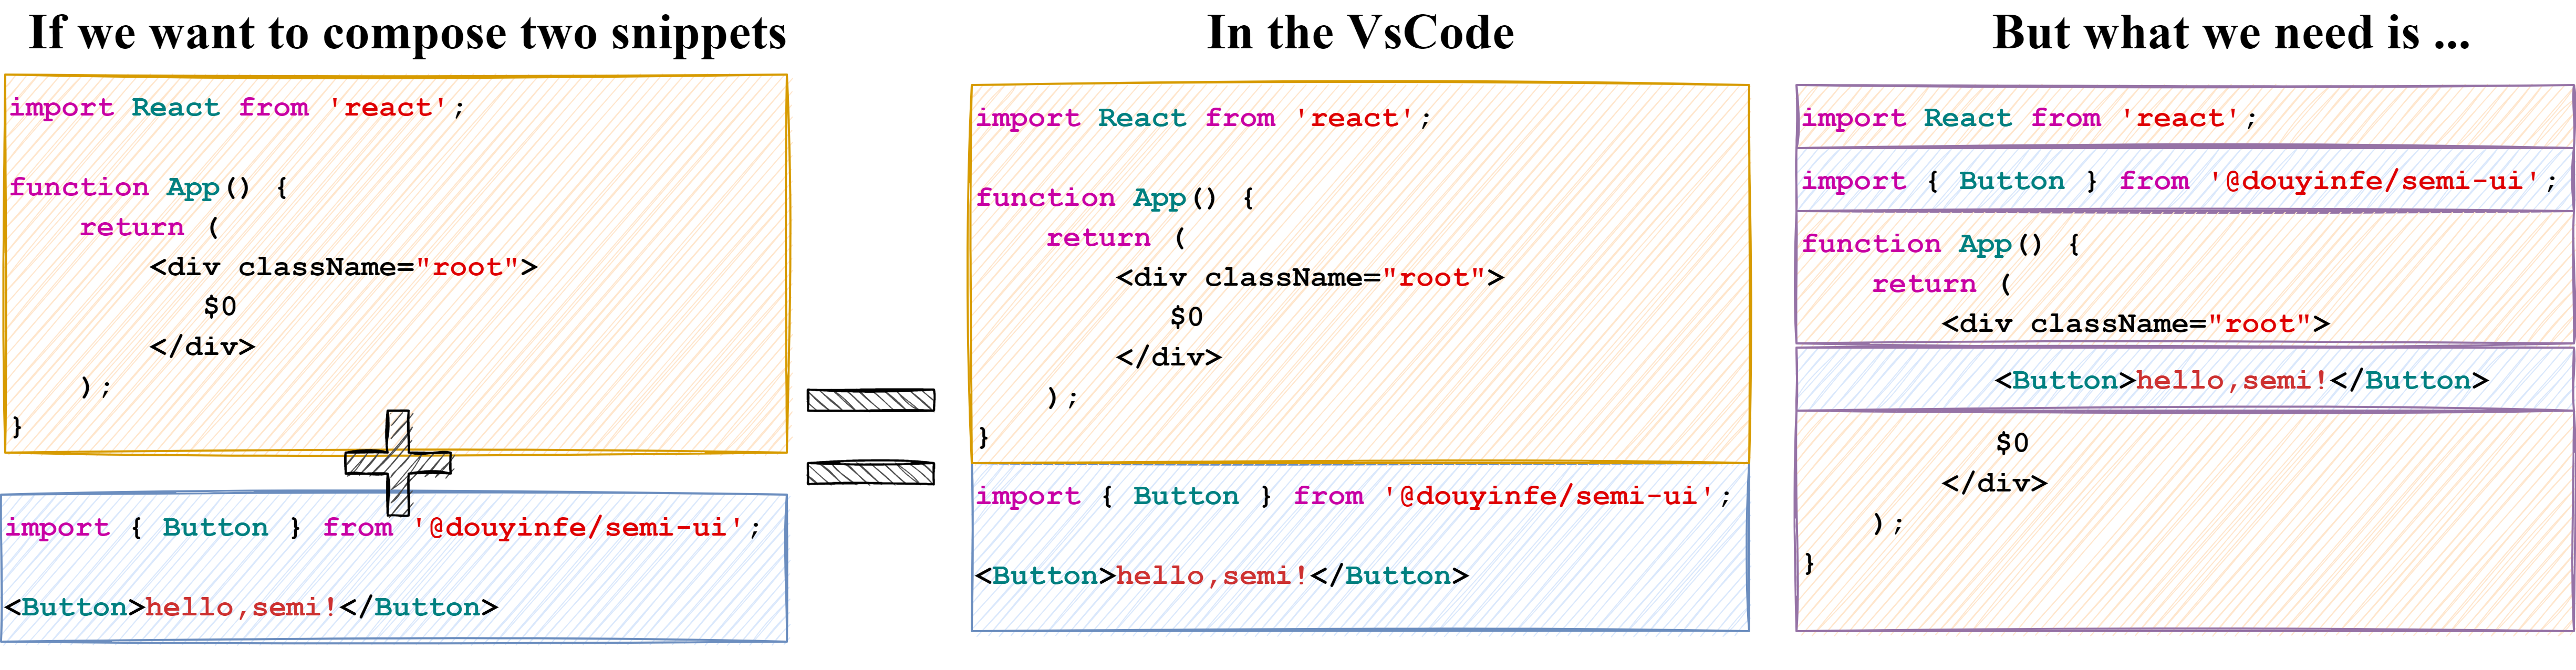 If we want to compose two snippets
import React from 'react';
function App() {
    return (
        <div className="root">
           $0
        </div>
    );
}
import { Button } from '@douyinfe/semi-ui';
<Button>hello,semi!</Button>
In the VsCode
import React from 'react';
function App() {
    return (
        <div className="root">
           $0
        </div>
    );
}
import { Button } from '@douyinfe/semi-ui';
<Button>hello,semi!</Button>
But what we need is ...
import React from 'react';
import { Button } from '@douyinfe/semi-ui';
function App() {
    return (
        <div className="root">
           <Button>hello,semi!</Button>
           $0
        </div>
    );
}